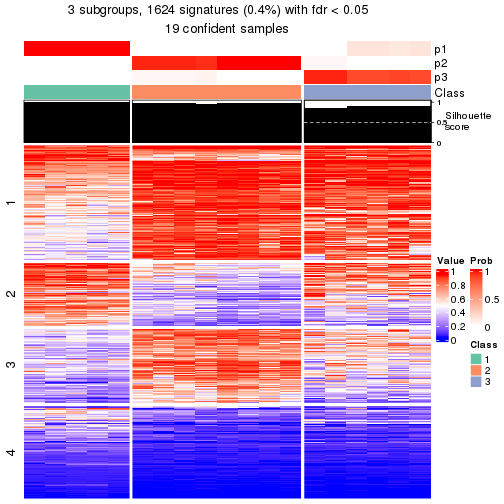 3 subgroups, 1624 signatures (0.4%) with fdr < 0.05
19 confident samples
p1
p2
p3
Class
1
0.5
0
Silhouette
score
1
2
3
4
Value
1
0.8
0.6
0.4
0.2
0
Prob
1
0.5
0
Class
1
2
3